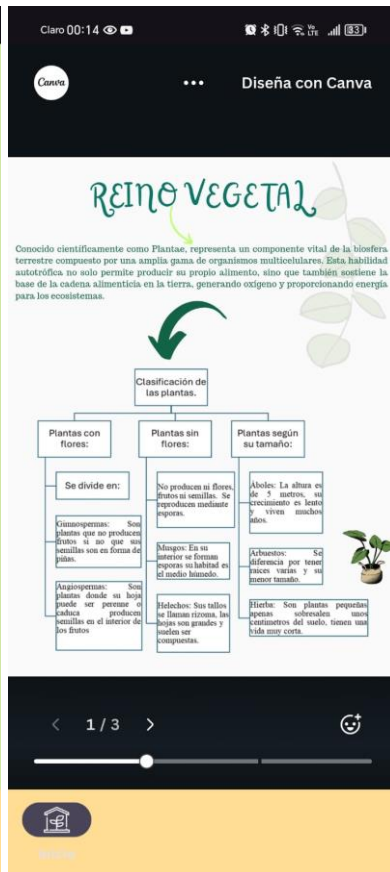 Claro 00:14
Vo
LTE
83
Canva
Diseña con Canva
REINO VEGETAL
Conocido científicamente como Plantae, representa un componente vital de la biosfera
terrestre compuesto por una amplia gama de organismos multicelulares. Esta habilidad
autotrófica no solo permite producir su propio alimento, sino que también sostiene la
base de la cadena alimenticia en la tierra, generando oxígeno y proporcionando energía
para los ecosistemas.
Clasificación de
las plantas.
Plantas con
flores:
Se divide en:
Gimnospermas: Son
plantas que no producen
frutos si no que sus
semillas son en forma de
piñas.
Angiospermas: Son
plantas donde su hoja
puede ser perenne o
caduca producen
semillas en el interior de
los frutos
Plantas sin
flores:
No producen ni flores,
frutos ni semillas. Se
reproducen mediante
esporas.
Musgos: En su
interior se forman
esporas su habitad es
el medio húmedo.
Helechos: Sus tallos
se llaman rizoma, las
hojas son grandes y
suelen ser
compuestas.
Plantas según
su tamaño:
Áboles: La altura es
de 5 metros, su
crecimiento es lento
y viven muchos
años.
Arbuestos: Se
diferencia por tener
raíces varias y su
menor tamaño.
Hierba: Son plantas pequeñas
apenas sobresalen unos
centímetros del suelo, tienen una
vida muy corta.
1 / 3